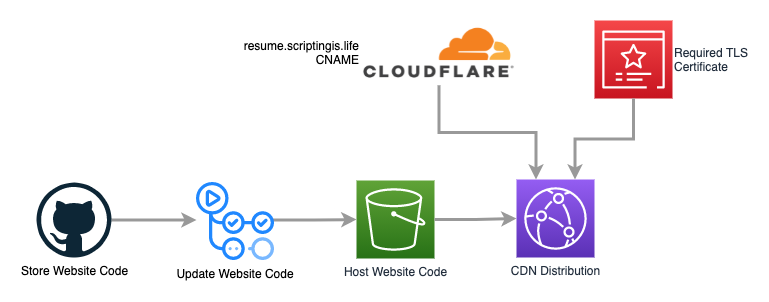 resume.scriptingis.life
CNAME
CLOUDFLARE
Required TLS
Certificate
Store Website Code
Update Website Code
Host Website Code
CDN Distribution